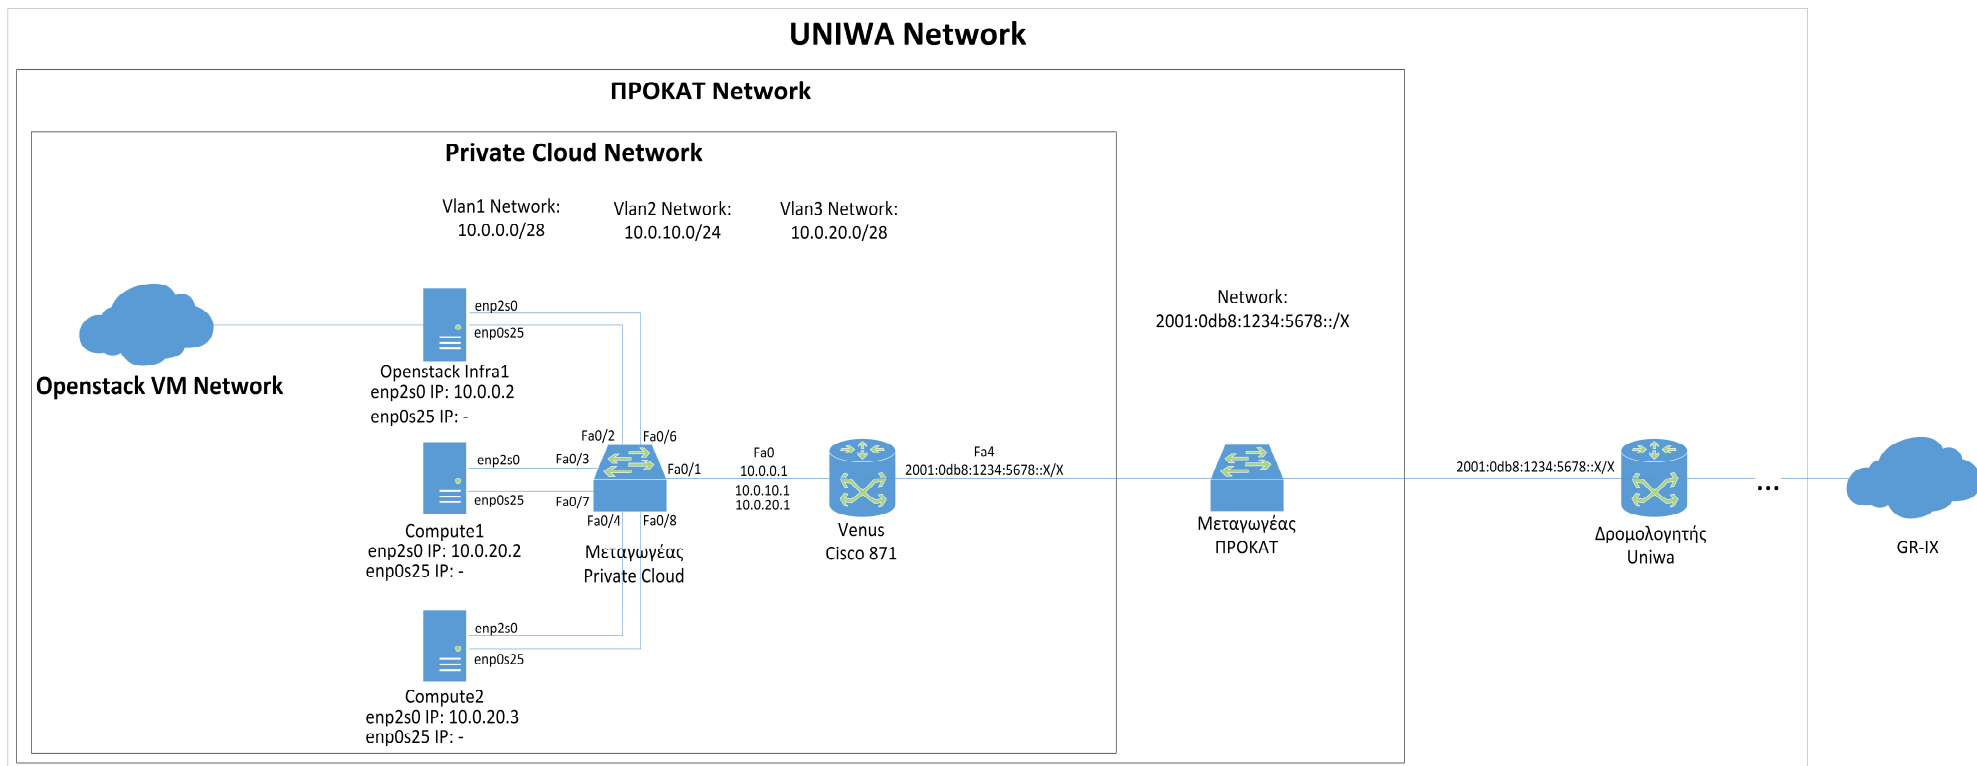 UNIWA Network
ΠΡΟΚΑΤ Network
Private Cloud Network
Vlan1 Network:
10.0.0.0/28
Vlan2 Network:
10.0.10.0/24
Vlan3 Network:
10.0.20.0/28
Openstack VM Network
enp2s0
enp0s25
Openstack Infra1
enp2s0 IP: 10.0.0.2
enp0s25 IP: -
enp2s0
enp0s25
Compute1
enp2s0 IP: 10.0.20.2
enp0s25 IP: -
enp2s0
enp0s25
Compute2
enp2s0 IP: 10.0.20.3
enp0s25 IP: -
Fa0/2
Fa0/6
Fa0/3
Fa0/1
Fa0/7
Fa0/4
Fa0/8
Μεταγωγέας
Private Cloud
Fa0
10.0.0.1
10.0.10.1
10.0.20.1
Venus
Cisco 871
Fa4
2001:0db8:1234:5678::X/X
Network:
2001:0db8:1234:5678::/X
Μεταγωγέας
ΠΡΟΚΑΤ
2001:0db8:1234:5678::X/X
Δρομολογητής
Uniwa
...
GR-IX